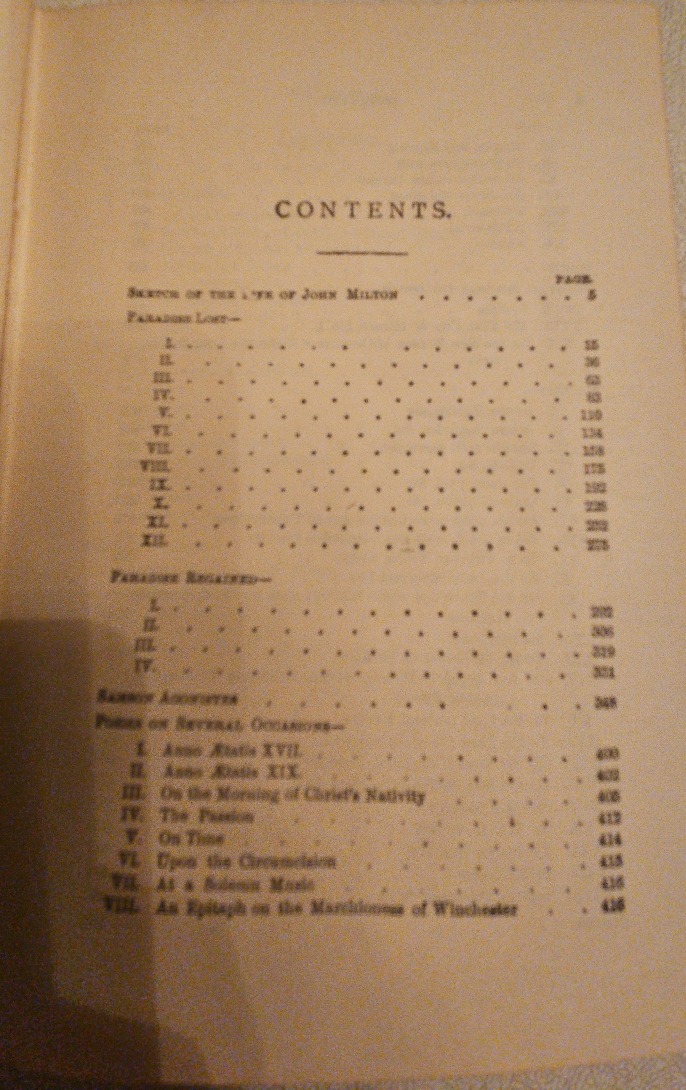 CONTENTS.
PAGE.
SKETCH OF THE LIFE OF JOHN MILTON . . . . . . . 5
PARADISE LOST—
I. . . . . . . . . . . . 15
II. . . . . . . . . . . . 36
III. . . . . . . . . . . . 63
IV. . . . . . . . . . . . 83
V. . . . . . . . . . . . 110
VI. . . . . . . . . . . . 134
VII. . . . . . . . . . . . 158
VIII. . . . . . . . . . . . 175
IX. . . . . . . . . . . . 192
X. . . . . . . . . . . . 225
XI. . . . . . . . . . . . 252
XII. . . . . . . . . . . . 275
PARADISE REGAINED—
I. . . . . . . . . . . . 292
II. . . . . . . . . . . . 306
III. . . . . . . . . . . . 319
IV. . . . . . . . . . . . 331
SAMSON AGONISTES . . . . . . . . 348
POEMS ON SEVERAL OCCASIONS—
I. Anno Ætatis XVII. . . . . . . . . 400
II. Anno Ætatis XIX. . . . . . . . . 402
III. On the Morning of Christ's Nativity . . . . . 405
IV. The Passion . . . . . . . . . 412
V. On Time . . . . . . . . . 414
VI. Upon the Circumcision . . . . . . . 415
VII. At a Solemn Music . . . . . . . 416
VIII. An Epitaph on the Marchioness of Winchester . . 416